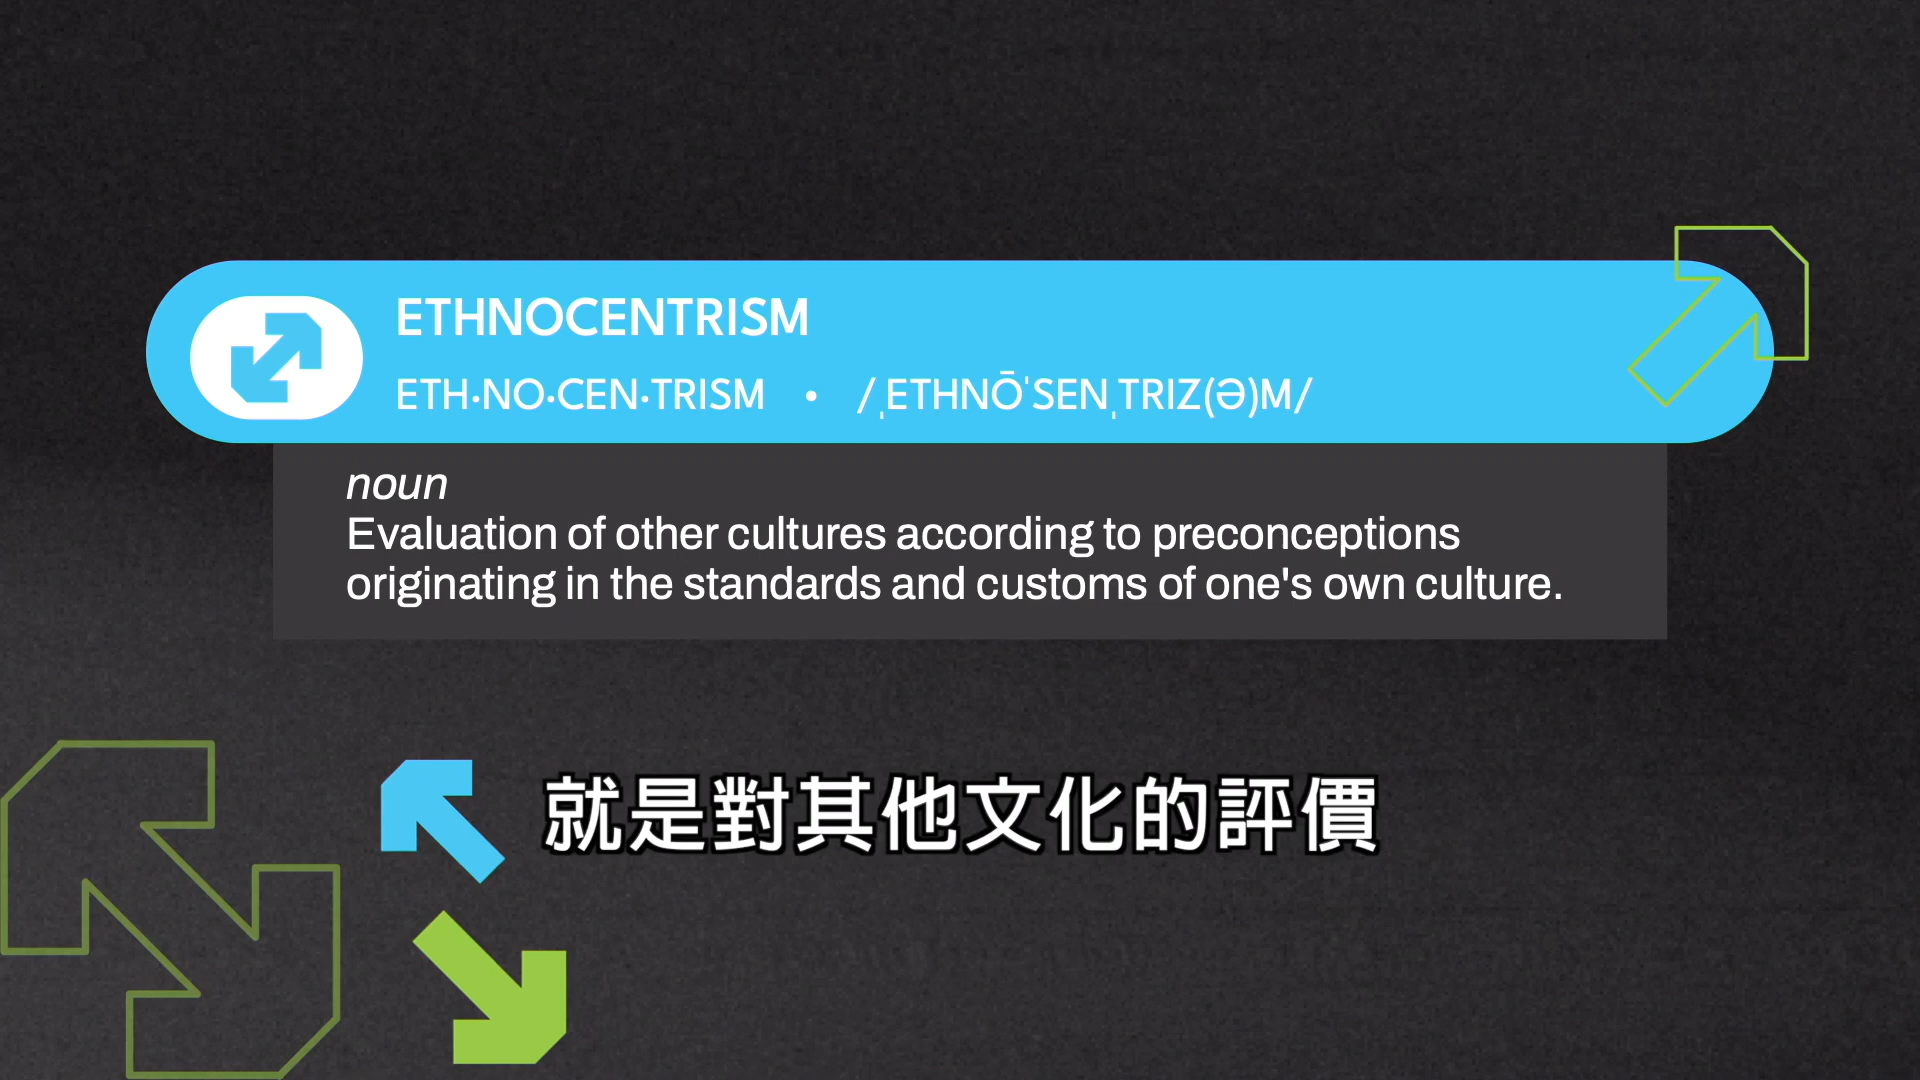 ETHNOCENTRISM
ETH·NO·CEN·TRISM • /ˌETHNŌˈSENˌTRIZ(Ə)M/
noun
Evaluation of other cultures according to preconceptions
originating in the standards and customs of one's own culture.
就是對其他文化的評價